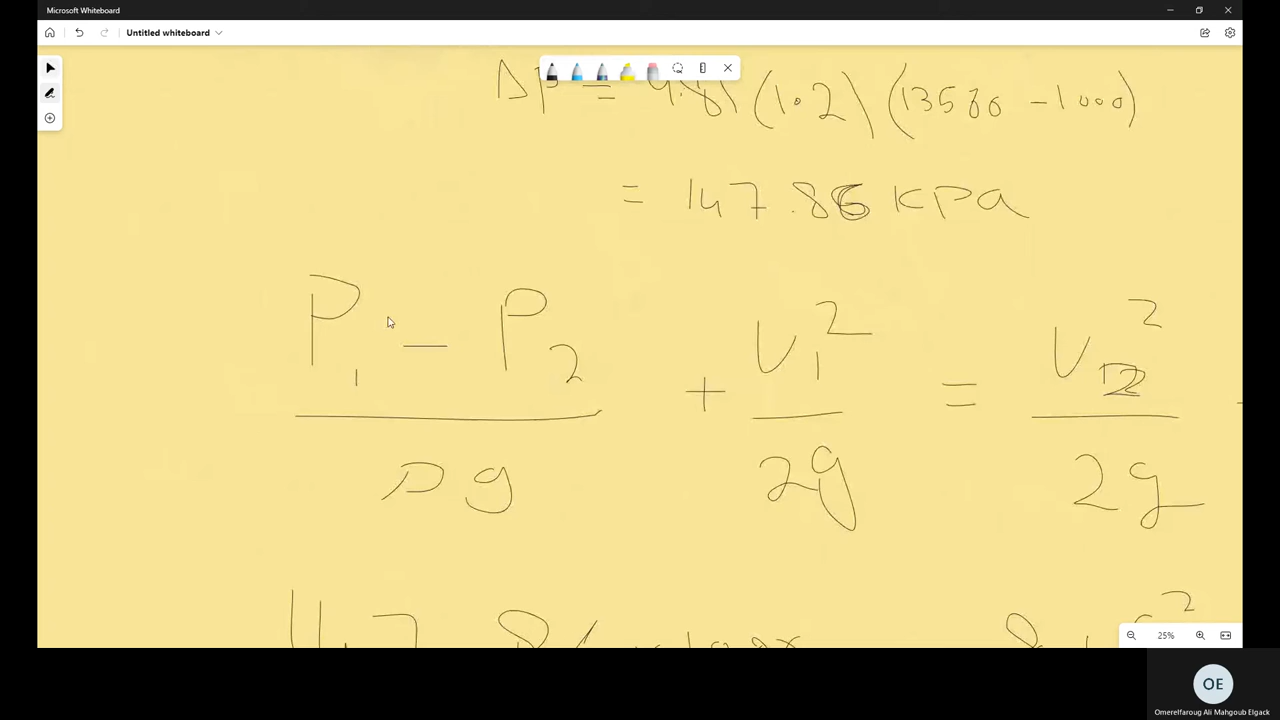 Microsoft Whiteboard
Untitled whiteboard
ΔP = 9.81 (1.2) (13560 - 1000)
= 147.86 KPa
P₁ - P₂ / ρg + V₁² / 2g = V₂² / 2g
25%
OE
Omerelfaroug Ali Mahgoub Elgack